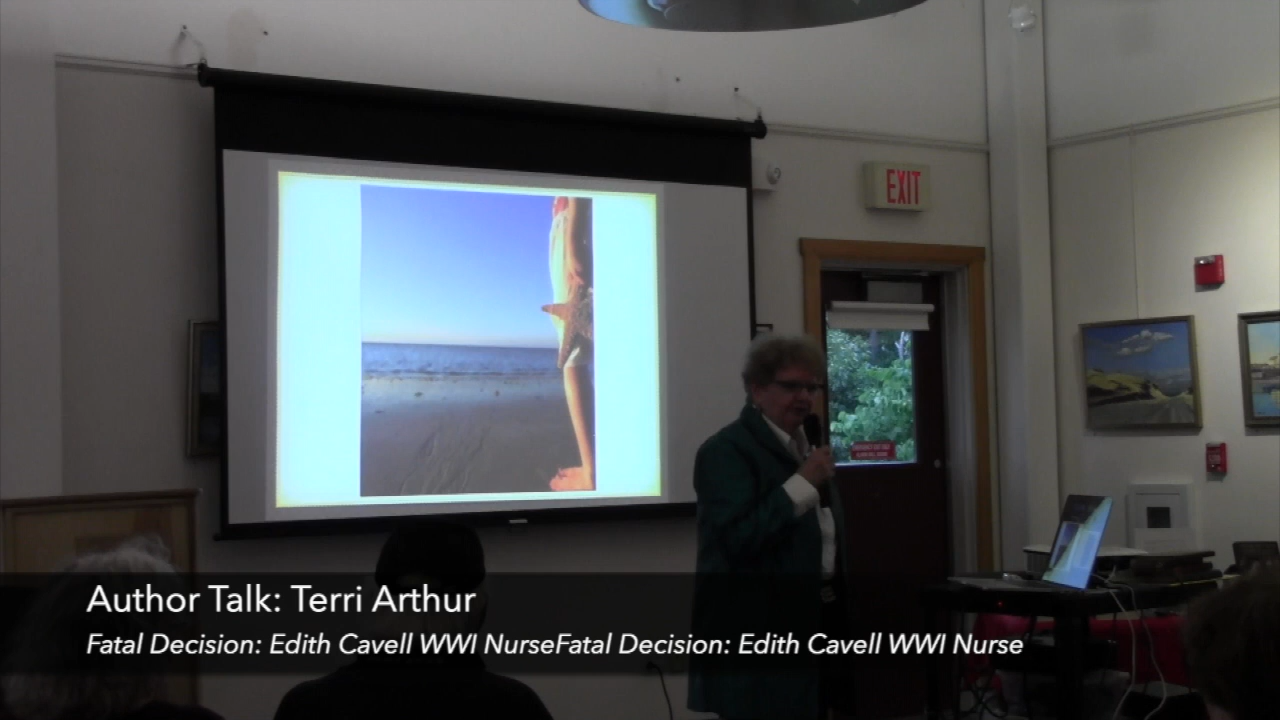 EXIT
Author Talk: Terri Arthur
Fatal Decision: Edith Cavell WWI NurseFatal Decision: Edith Cavell WWI Nurse